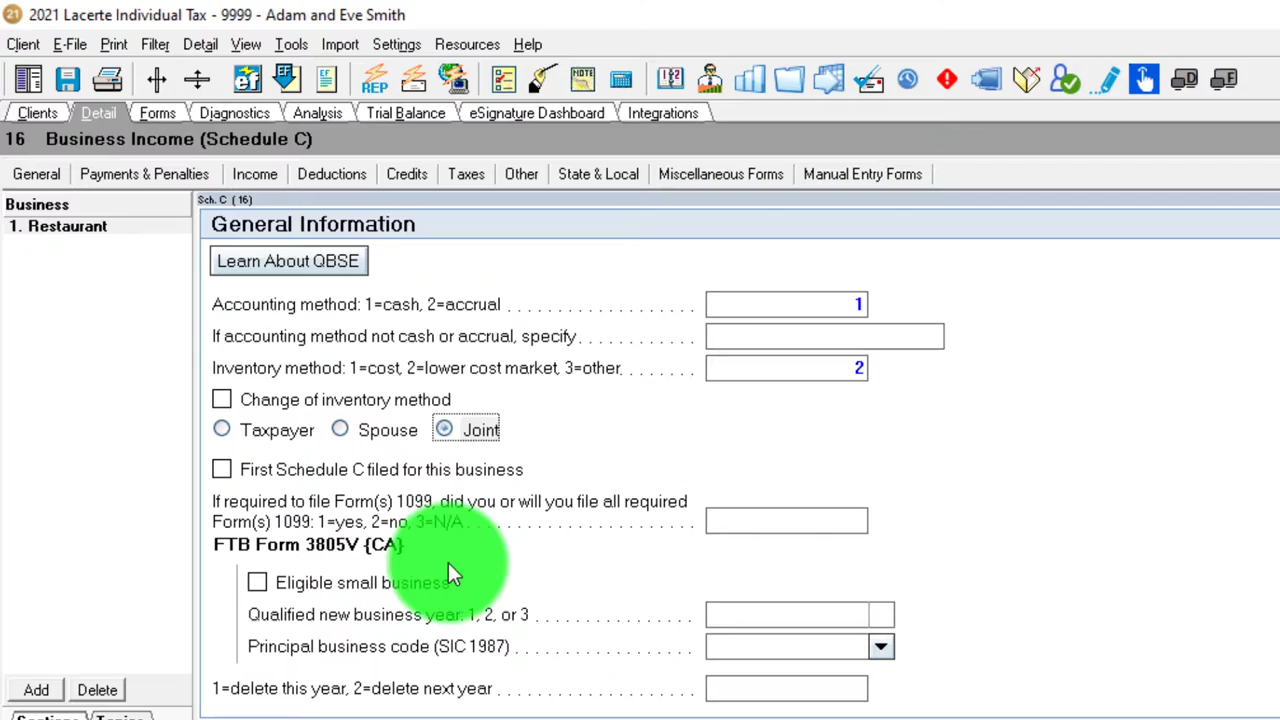 21 2021 Lacerte Individual Tax - 9999 - Adam and Eve Smith
Client E-File Print Filter Detail View Tools Import Settings Resources Help
ef REP NOTE D E
Clients Detail Forms Diagnostics Analysis Trial Balance eSignature Dashboard Integrations
16 Business Income (Schedule C)
General Payments & Penalties Income Deductions Credits Taxes Other State & Local Miscellaneous Forms Manual Entry Forms
Business
1. Restaurant
Sch. C (16)
General Information
Learn About QBSE
Accounting method: 1=cash, 2=accrual 1
If accounting method not cash or accrual, specify
Inventory method: 1=cost, 2=lower cost market, 3=other 2
Change of inventory method
Taxpayer Spouse Joint
First Schedule C filed for this business
If required to file Form(s) 1099, did you or will you file all required
Form(s) 1099: 1=yes, 2=no, 3=N/A
FTB Form 3805V {CA}
Eligible small business
Qualified new business year: 1, 2, or 3
Principal business code (SIC 1987)
1=delete this year, 2=delete next year
Add Delete
Sections Topics